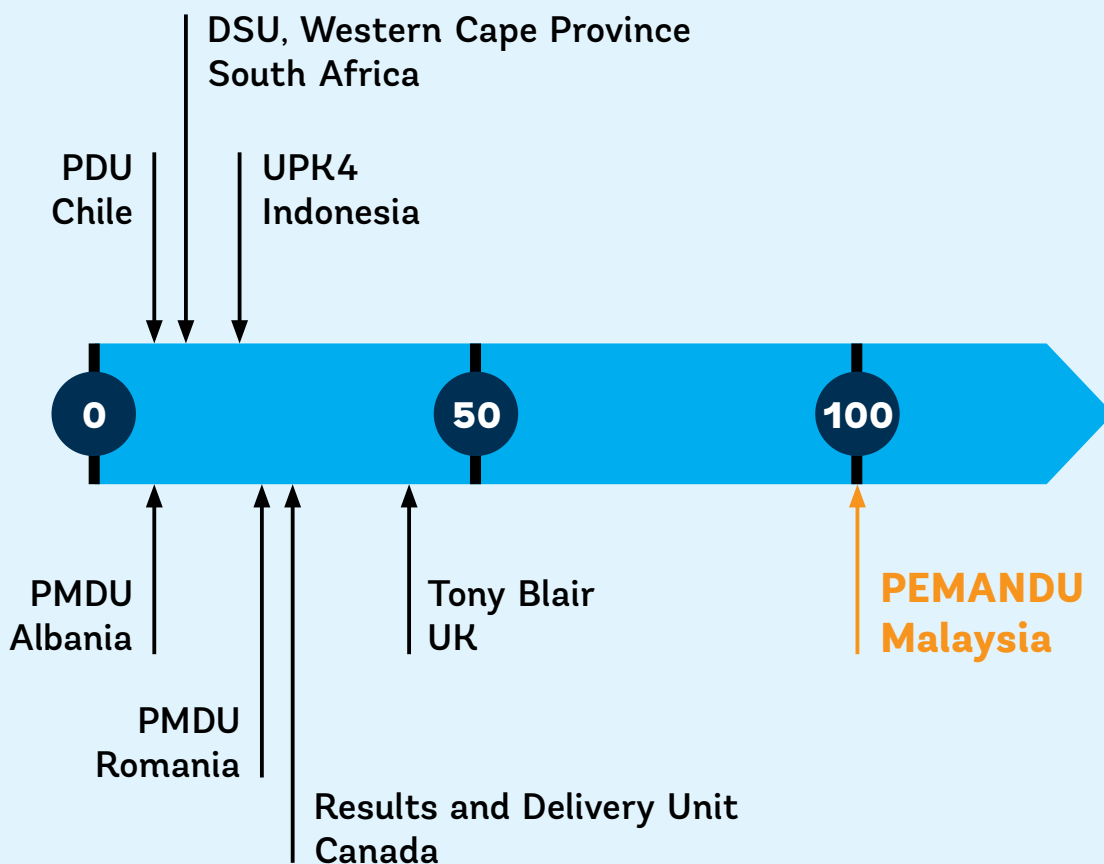 DSU, Western Cape Province
South Africa
PDU
Chile
UPK4
Indonesia
0
50
100
PMDU
Albania
Tony Blair
UK
PEMANDU
Malaysia
PMDU
Romania
Results and Delivery Unit
Canada